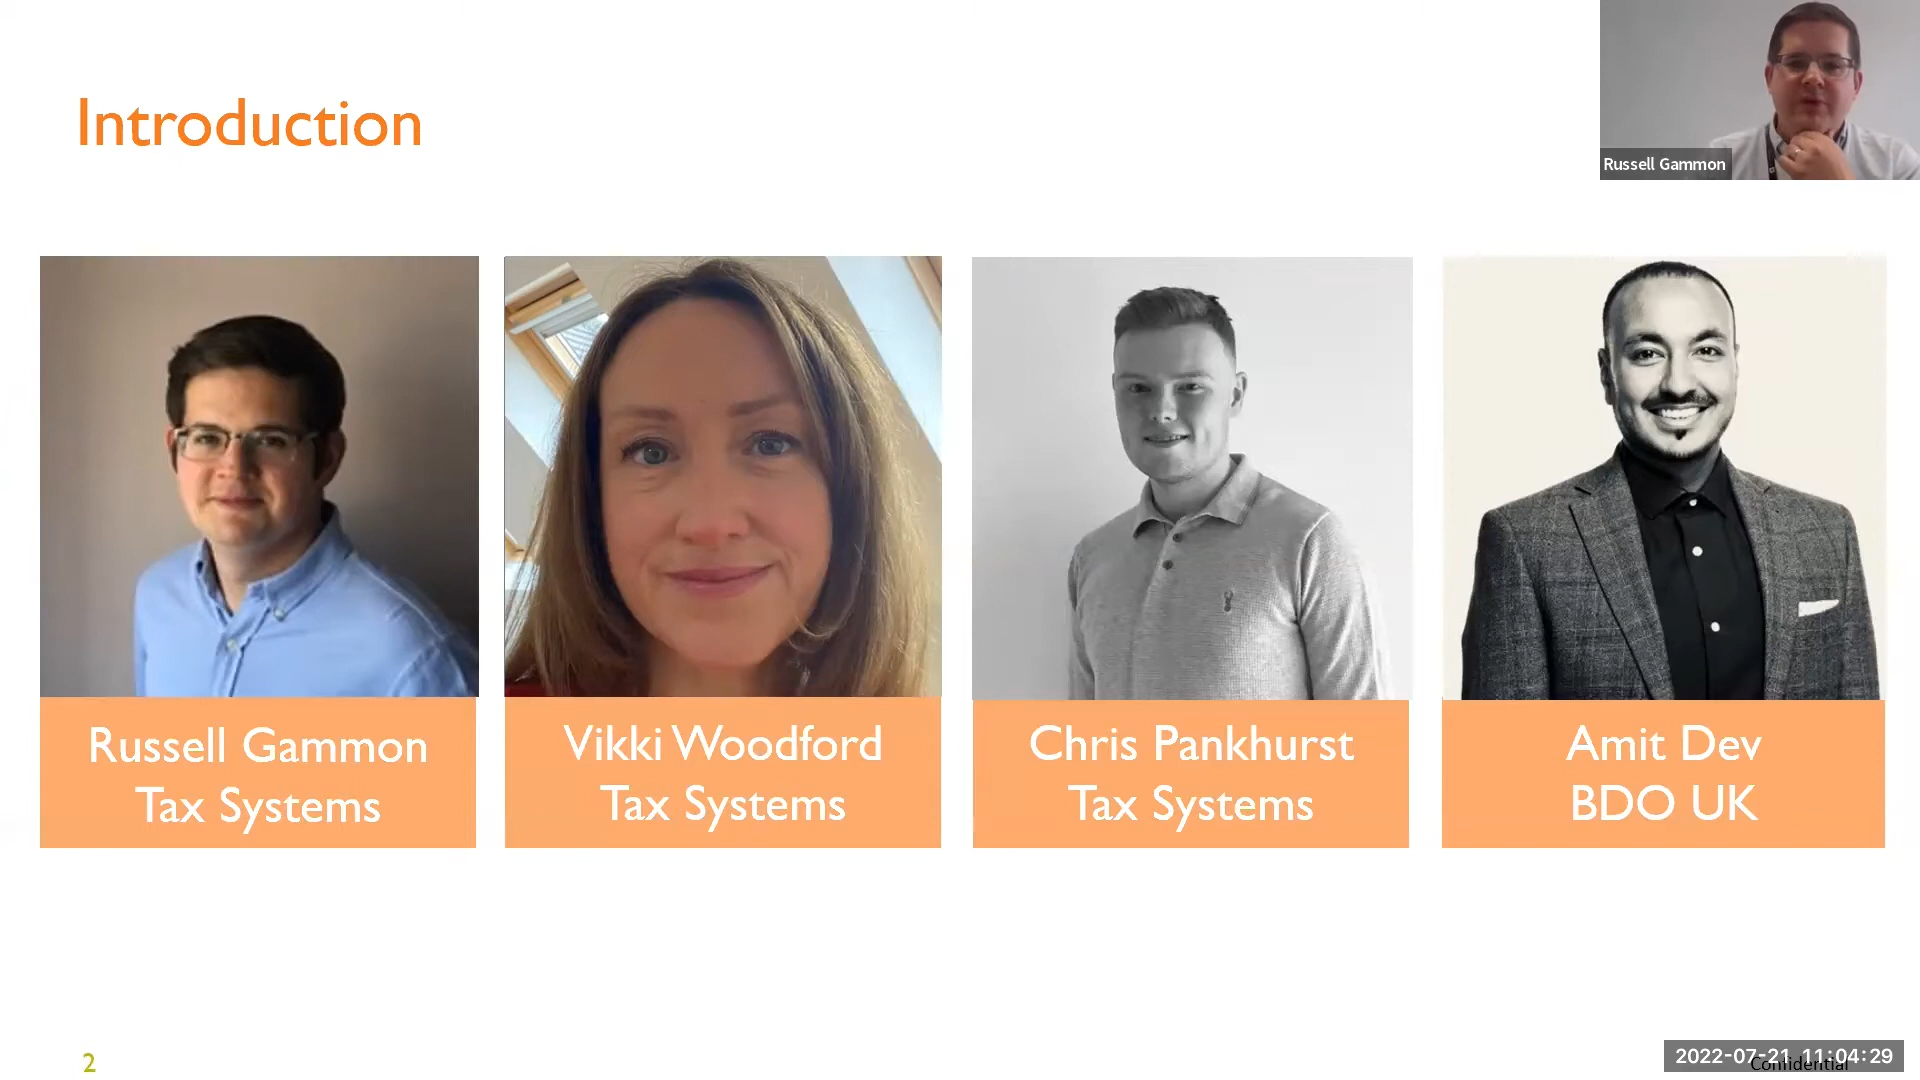 Introduction
Russell Gammon
Russell Gammon
Tax Systems
Vikki Woodford
Tax Systems
Chris Pankhurst
Tax Systems
Amit Dev
BDO UK
2
2022-07-21 11:04:29
Confidential